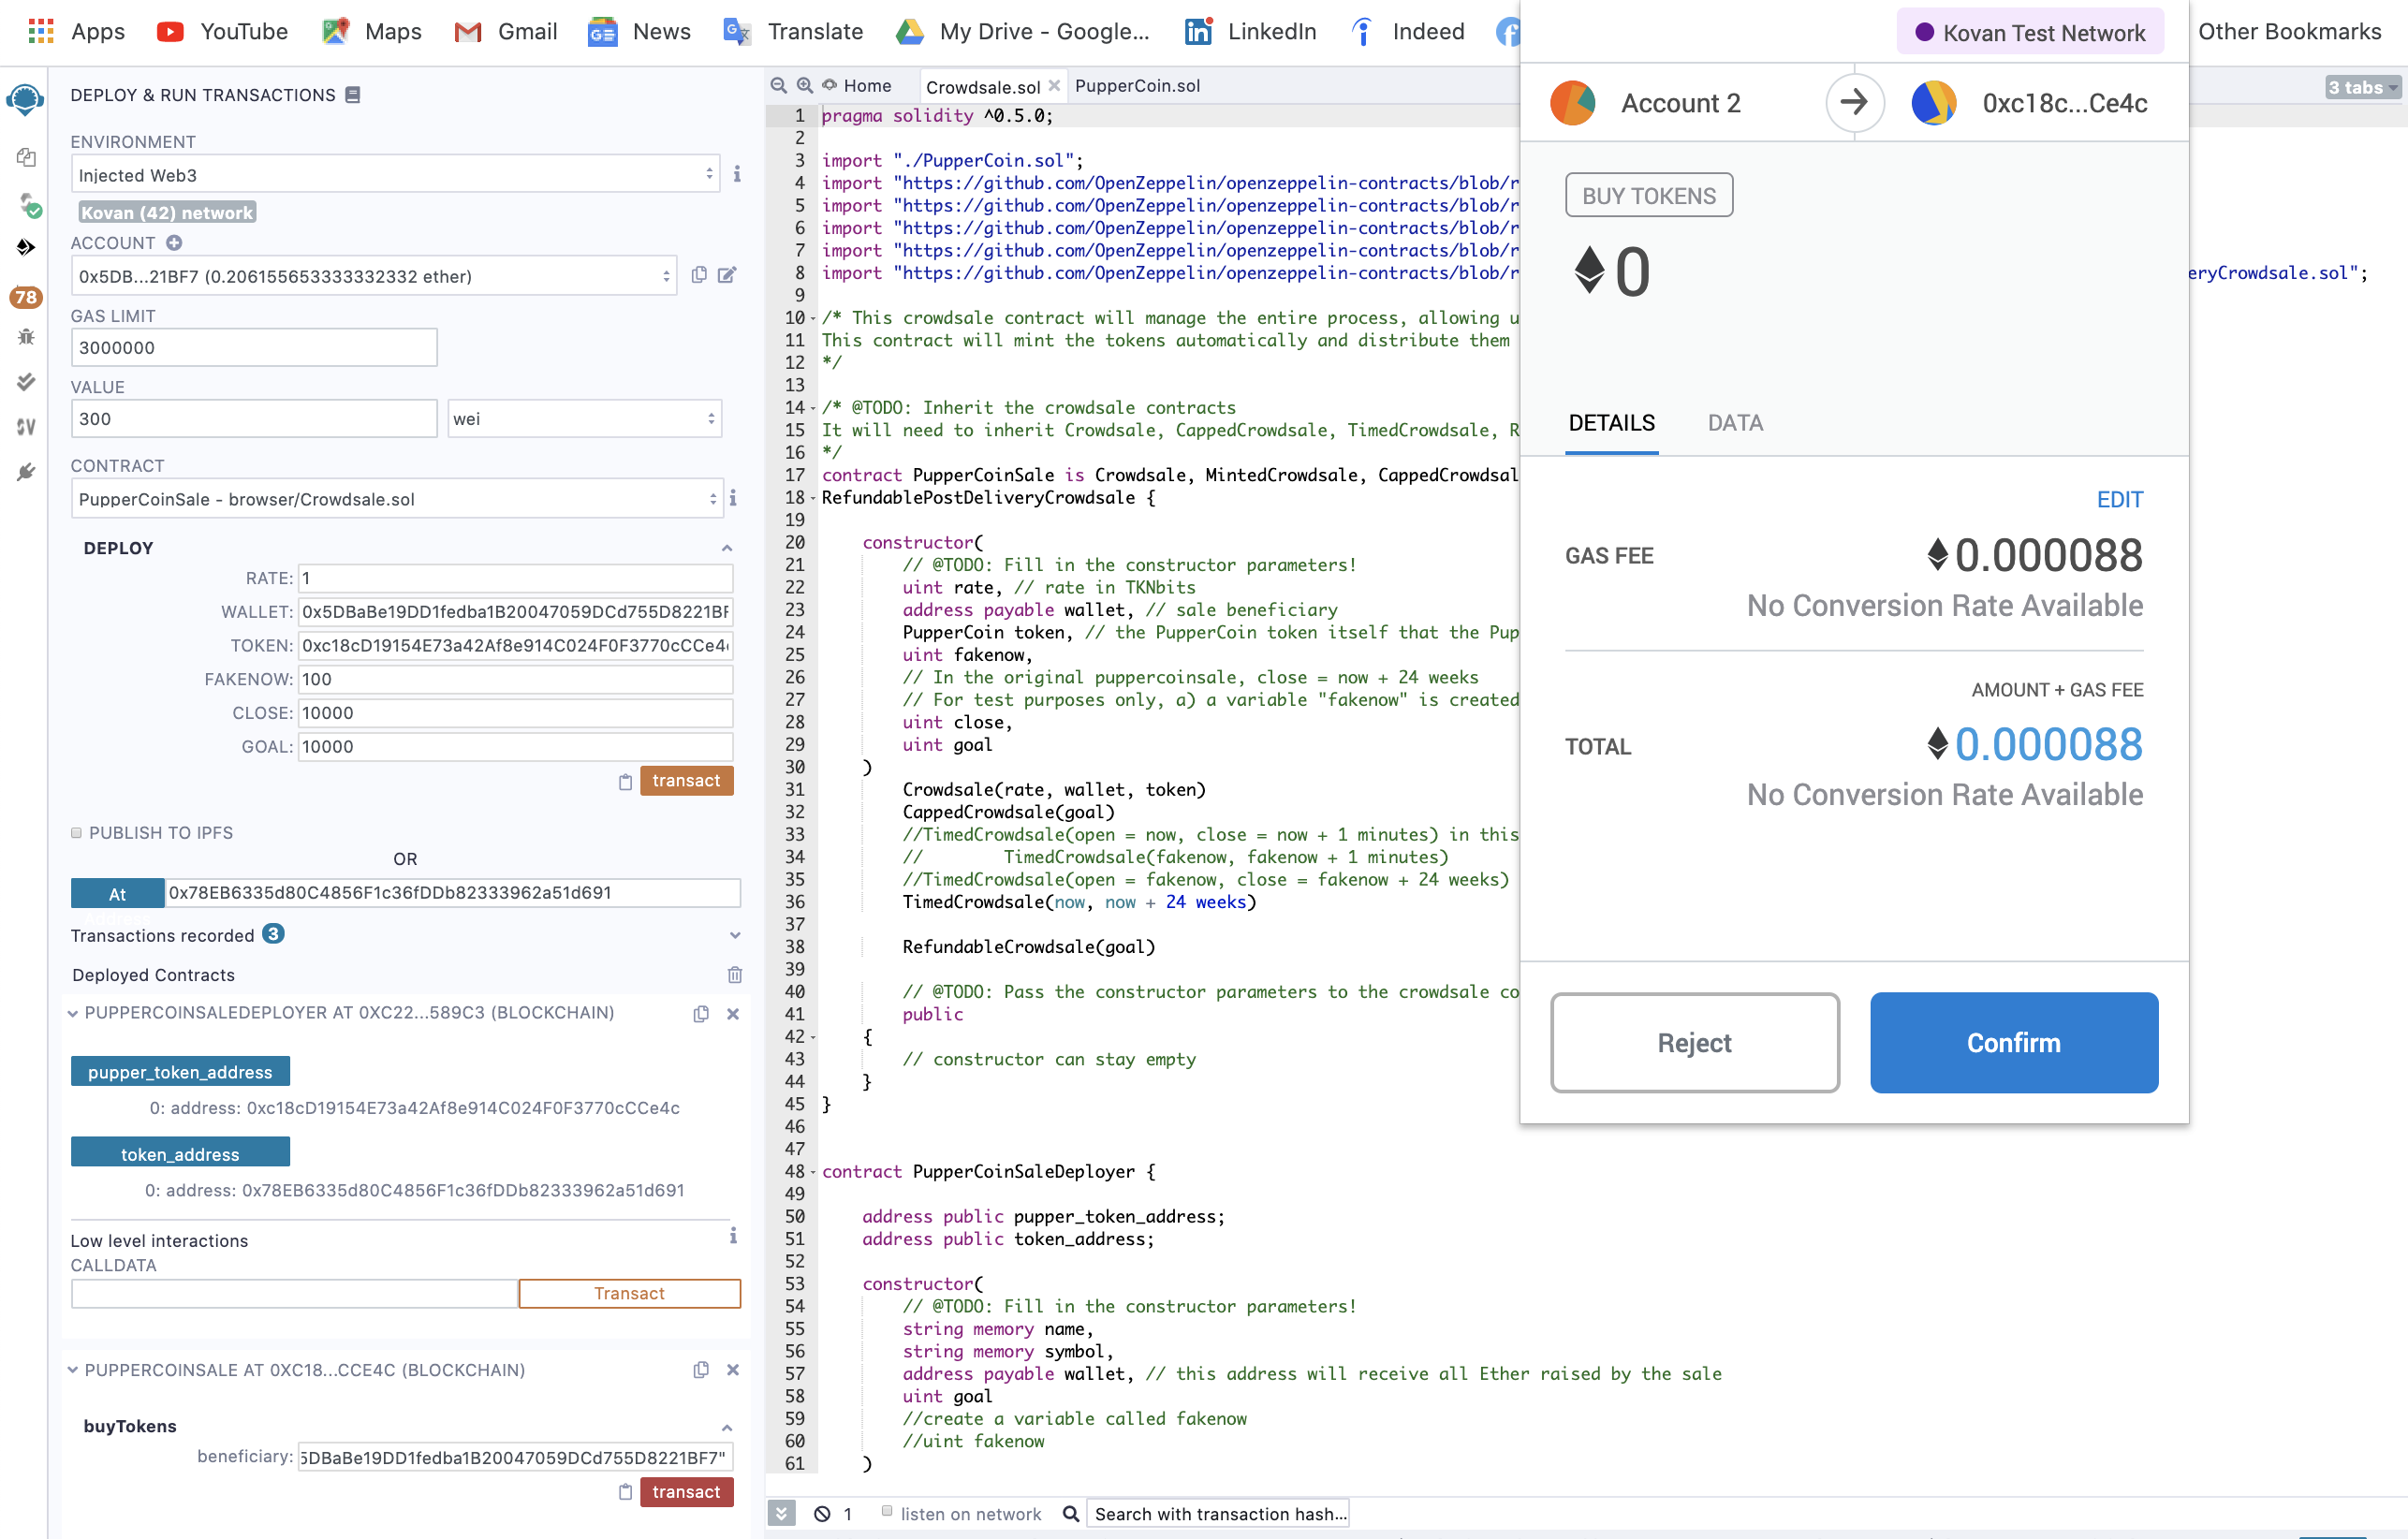 Apps YouTube Maps Gmail News Translate My Drive - Google... LinkedIn Indeed
Other Bookmarks
DEPLOY & RUN TRANSACTIONS
ENVIRONMENT
Injected Web3
Kovan (42) network
ACCOUNT
0x5DB...21BF7 (0.206155653333332332 ether)
GAS LIMIT
3000000
VALUE
300 wei
CONTRACT
PupperCoinSale - browser/Crowdsale.sol
DEPLOY
RATE: 1
WALLET: 0x5DBaBe19DD1fedba1B20047059DCd755D8221BF
TOKEN: 0xc18cD19154E73a42Af8e914C024F0F3770cCCe4
FAKENOW: 100
CLOSE: 10000
GOAL: 10000
transact
PUBLISH TO IPFS
OR
At 0x78EB6335d80C4856F1c36fDDb82333962a51d691
Transactions recorded 3
Deployed Contracts
PUPPERCOINSALEDEPLOYER AT 0XC22...589C3 (BLOCKCHAIN)
pupper_token_address
0: address: 0xc18cD19154E73a42Af8e914C024F0F3770cCCe4c
token_address
0: address: 0x78EB6335d80C4856F1c36fDDb82333962a51d691
Low level interactions
CALLDATA
Transact
PUPPERCOINSALE AT 0XC18...CCE4C (BLOCKCHAIN)
buyTokens
beneficiary: 5DBaBe19DD1fedba1B20047059DCd755D8221BF7"
transact
78
Home Crowdsale.sol PupperCoin.sol
3 tabs
1 pragma solidity ^0.5.0;
2
3 import "./PupperCoin.sol";
4 import "https://github.com/OpenZeppelin/openzeppelin-contracts/blob/r
5 import "https://github.com/OpenZeppelin/openzeppelin-contracts/blob/r
6 import "https://github.com/OpenZeppelin/openzeppelin-contracts/blob/r
7 import "https://github.com/OpenZeppelin/openzeppelin-contracts/blob/r
8 import "https://github.com/OpenZeppelin/openzeppelin-contracts/blob/r eryCrowdsale.sol";
9
10 /* This crowdsale contract will manage the entire process, allowing u
11 This contract will mint the tokens automatically and distribute them
12 */
13
14 /* @TODO: Inherit the crowdsale contracts
15 It will need to inherit Crowdsale, CappedCrowdsale, TimedCrowdsale, R
16 */
17 contract PupperCoinSale is Crowdsale, MintedCrowdsale, CappedCrowdsal
18 RefundablePostDeliveryCrowdsale {
19
20 constructor(
21 // @TODO: Fill in the constructor parameters!
22 uint rate, // rate in TKNbits
23 address payable wallet, // sale beneficiary
24 PupperCoin token, // the PupperCoin token itself that the Pup
25 uint fakenow,
26 // In the original puppercoinsale, close = now + 24 weeks
27 // For test purposes only, a) a variable "fakenow" is created
28 uint close,
29 uint goal
30 )
31 Crowdsale(rate, wallet, token)
32 CappedCrowdsale(goal)
33 //TimedCrowdsale(open = now, close = now + 1 minutes) in this
34 // TimedCrowdsale(fakenow, fakenow + 1 minutes)
35 //TimedCrowdsale(open = fakenow, close = fakenow + 24 weeks)
36 TimedCrowdsale(now, now + 24 weeks)
37
38 RefundableCrowdsale(goal)
39
40 // @TODO: Pass the constructor parameters to the crowdsale co
41 public
42 {
43 // constructor can stay empty
44 }
45 }
46
47
48 contract PupperCoinSaleDeployer {
49
50 address public pupper_token_address;
51 address public token_address;
52
53 constructor(
54 // @TODO: Fill in the constructor parameters!
55 string memory name,
56 string memory symbol,
57 address payable wallet, // this address will receive all Ether raised by the sale
58 uint goal
59 //create a variable called fakenow
60 //uint fakenow
61 )
1 listen on network Search with transaction hash...
Kovan Test Network
Account 2 0xc18c...Ce4c
BUY TOKENS
0
DETAILS DATA
EDIT
GAS FEE 0.000088
No Conversion Rate Available
AMOUNT + GAS FEE
TOTAL 0.000088
No Conversion Rate Available
Reject Confirm